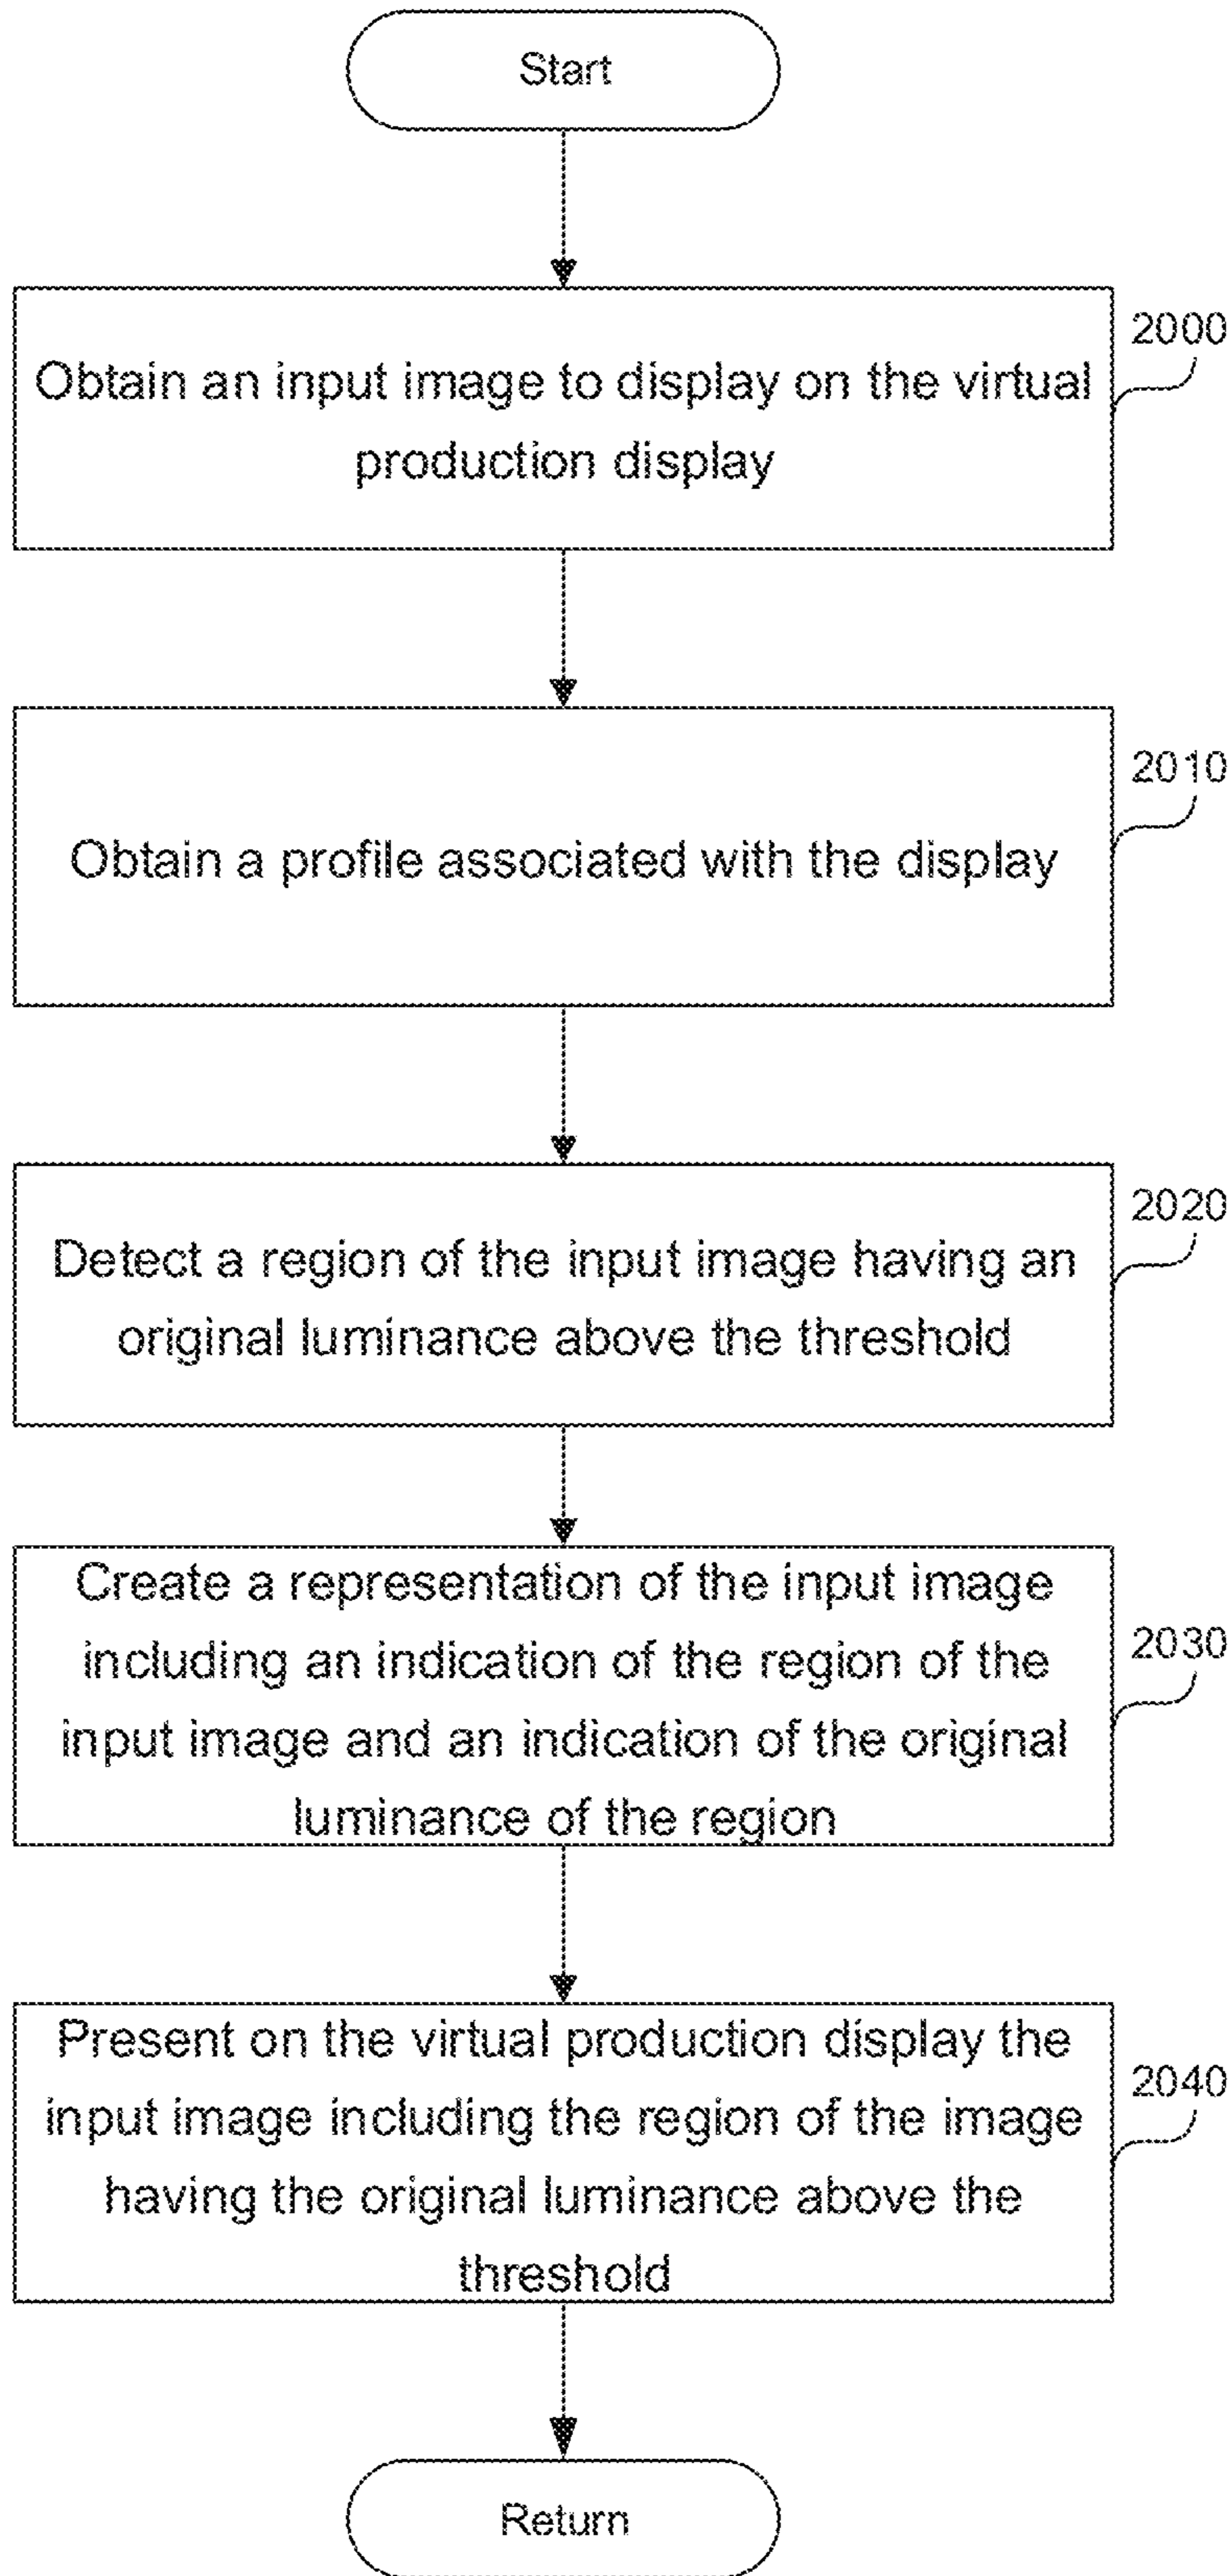 Start
2000
Obtain an input image to display on the virtual
production display
2010
Obtain a profile associated with the display
2020
Detect a region of the input image having an
original luminance above the threshold
Create a representation of the input image
including an indication of the region of the
2030
input image and an indication of the original
luminance of the region
Present on the virtual production display the
2040
input image including the region of the image
having the original luminance above the
threshold
Return